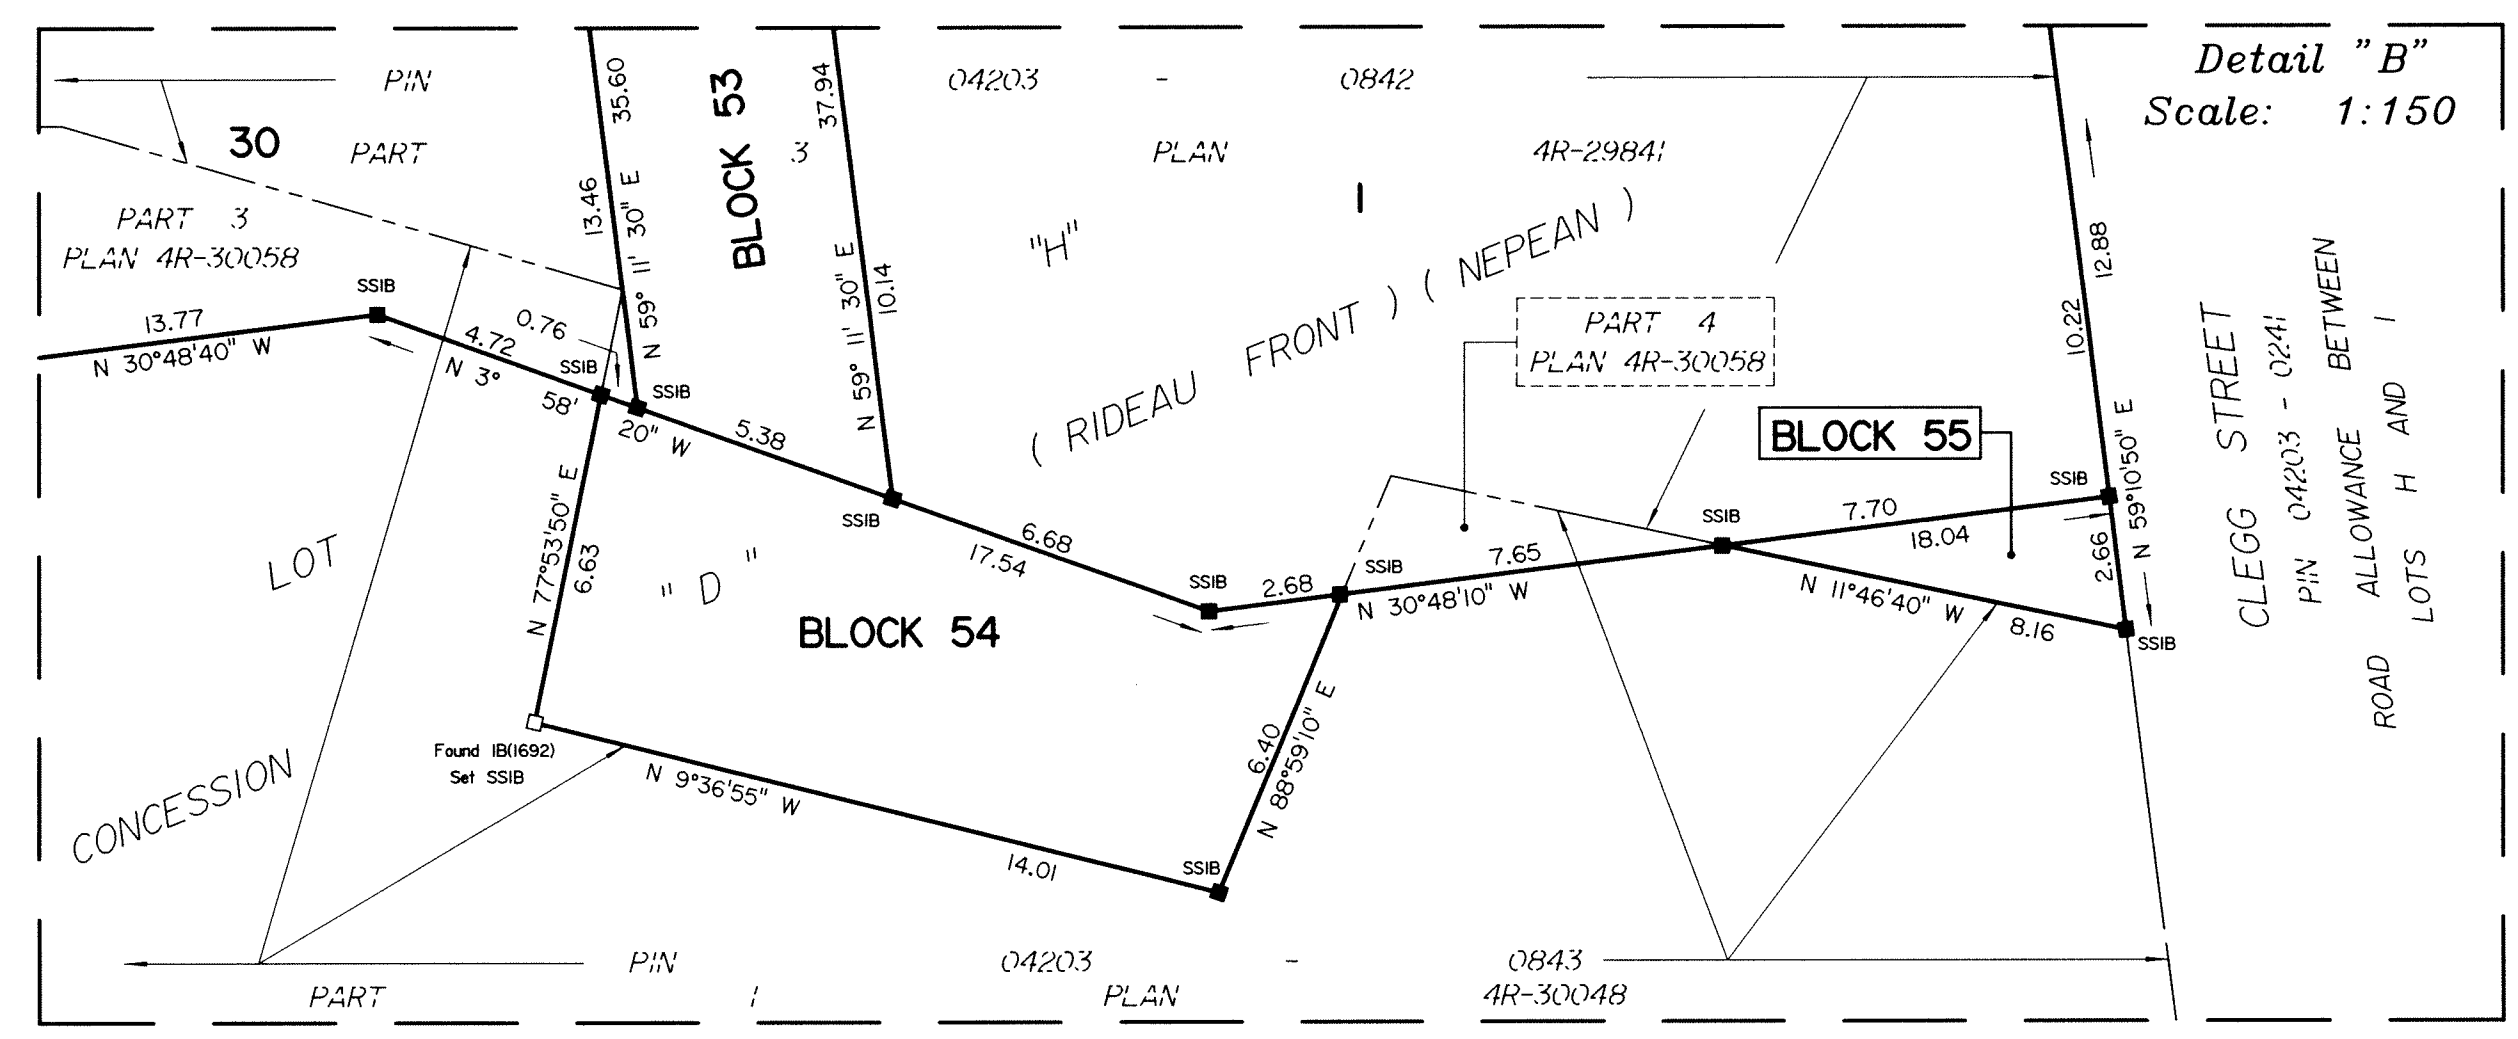 Detail "B"
Scale: 1:150
PIN 04203 - 0842
30
PART 3 PLAN 4R-29841
PART 3
PLAN 4R-30058
35.60
13.46
N 59° 11' 30" E
BLOCK 53
37.94
10.14
N 59° 11' 30" E
"H"
I
( RIDEAU FRONT ) ( NEPEAN )
PART 4
PLAN 4R-30058
BLOCK 55
12.88
10.22
N 59°10'50" E
2.66
CLEGG STREET
PIN 04203 - 0241
ROAD ALLOWANCE BETWEEN
LOTS H AND I
13.77
N 30°48'40" W
SSIB
4.72
0.76
N 3° 58' 20" W
SSIB
SSIB
5.38
SSIB
6.68
17.54
SSIB
2.68
SSIB
7.65
N 30°48'10" W
SSIB
7.70
18.04
SSIB
N 11°46'40" W
8.16
SSIB
N 77°53'50" E
6.63
LOT
" D "
BLOCK 54
CONCESSION
Found IB(1692)
Set SSIB
N 9°36'55" W
14.01
SSIB
6.40
N 88°59'10" E
PIN 04203 - 0843
PART 1 PLAN 4R-30048